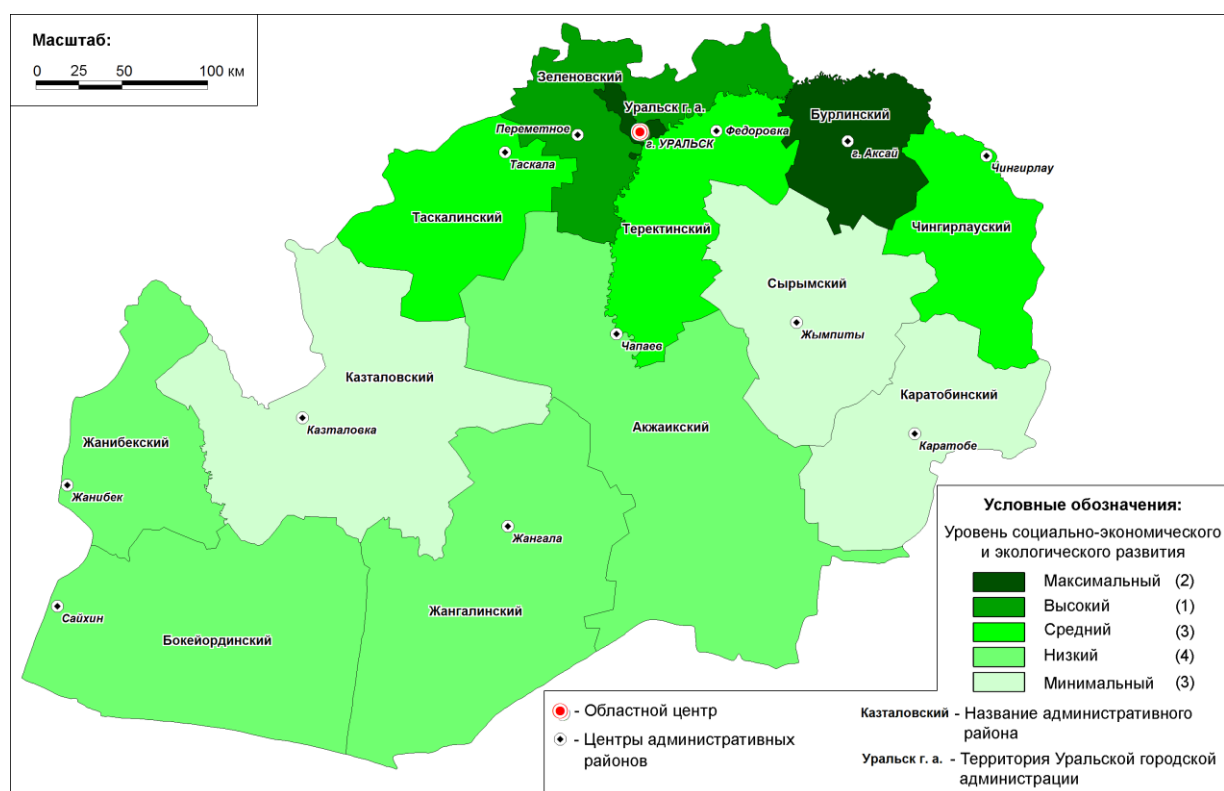 Масштаб:
0 25 50 100 км
Зеленовский
Уральск г. а.
Бурлинский
Переметное
г. УРАЛЬСК
Федоровка
г. Аксай
Чингирлау
Таскала
Таскалинский
Теректинский
Чингирлауский
Сырымский
Жымпиты
Чапаев
Казталовский
Каратобинский
Казталовка
Акжаикский
Каратобе
Жанибекский
Жанибек
Жангала
Сайхин
Жангалинский
Бокейординский
Условные обозначения:
Уровень социально-экономического
и экологического развития
Максимальный (2)
Высокий (1)
Средний (3)
Низкий (4)
Минимальный (3)
- Областной центр
- Центры административных
районов
Казталовский - Название административного
района
Уральск г. а. - Территория Уральской городской
администрации